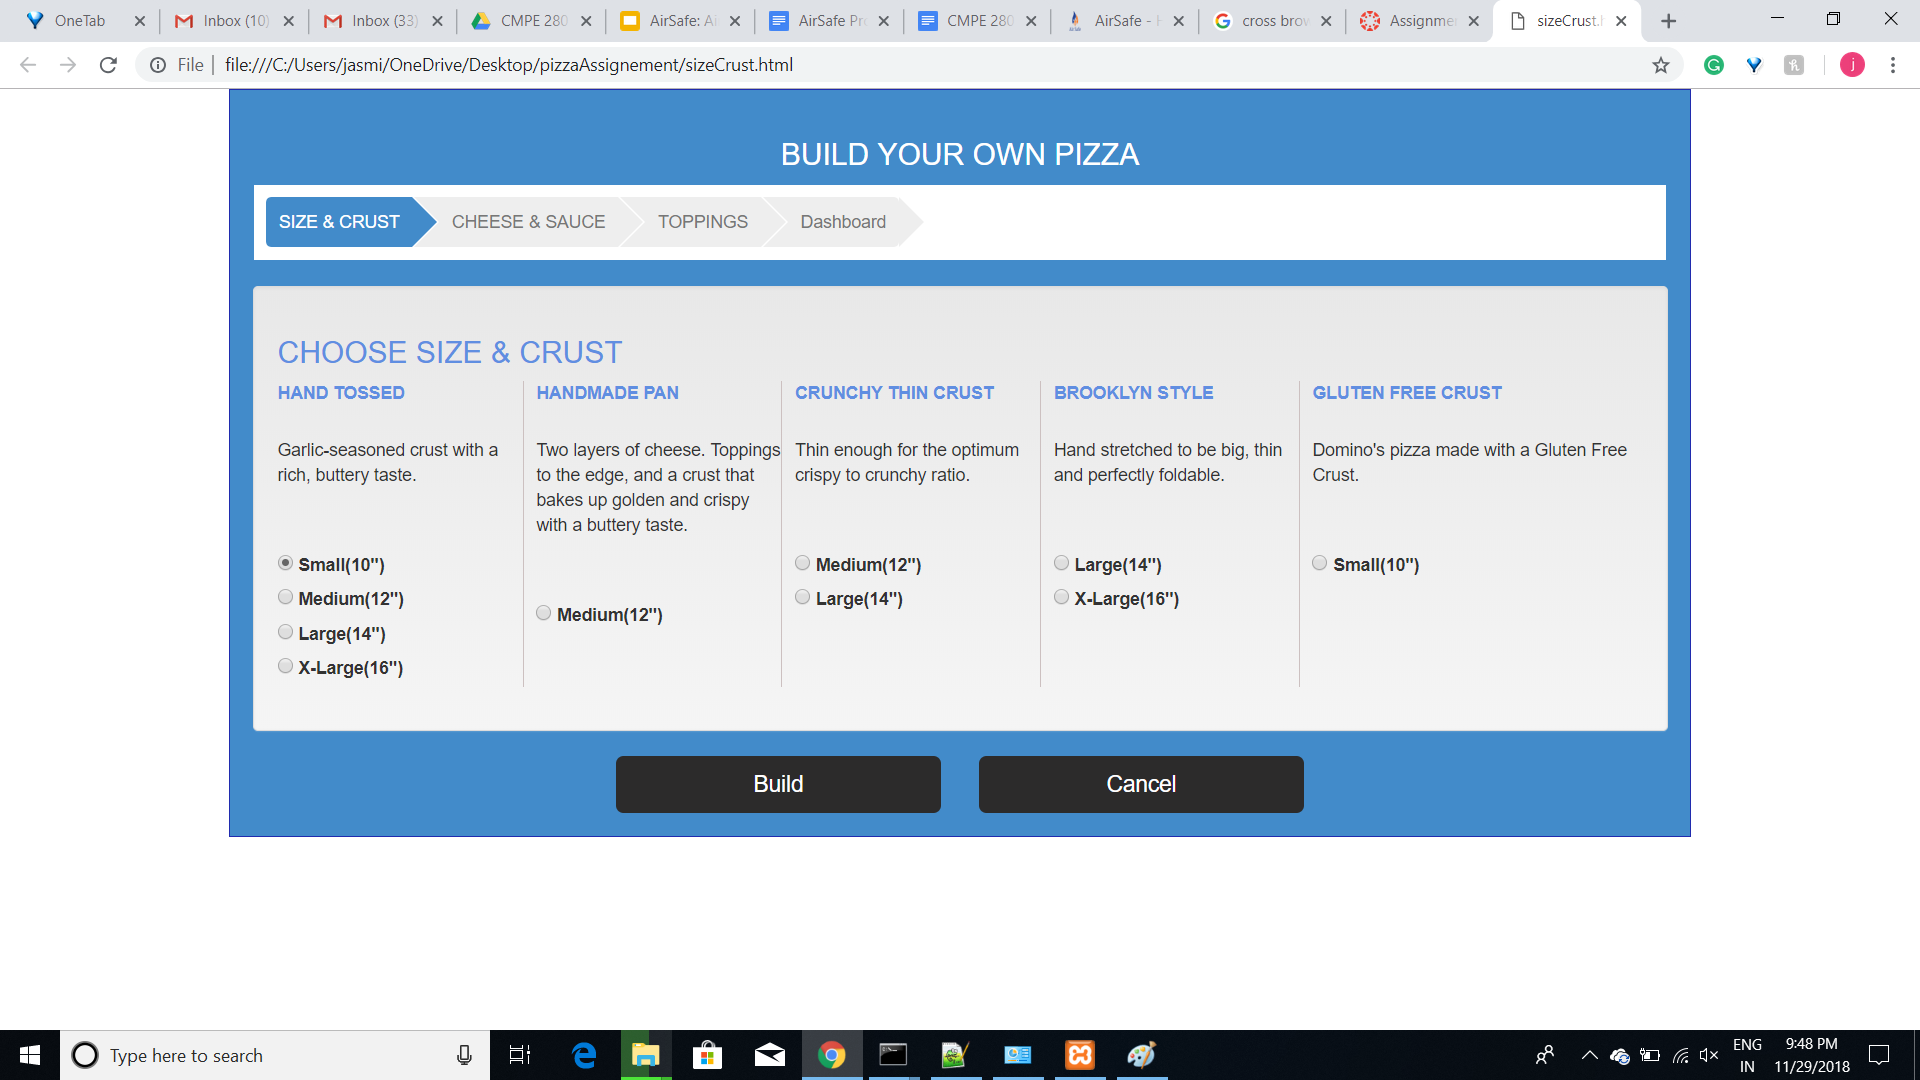 OneTab
Inbox (10)
Inbox (33)
CMPE 280
AirSafe: Ai
AirSafe Pr
CMPE 280
AirSafe - H
cross brow
Assignme
sizeCrust.h
File
file:///C:/Users/jasmi/OneDrive/Desktop/pizzaAssignement/sizeCrust.html
j
BUILD YOUR OWN PIZZA
SIZE & CRUST
CHEESE & SAUCE
TOPPINGS
Dashboard
CHOOSE SIZE & CRUST
HAND TOSSED
Garlic-seasoned crust with a
rich, buttery taste.
Small(10")
Medium(12")
Large(14")
X-Large(16")
HANDMADE PAN
Two layers of cheese. Toppings
to the edge, and a crust that
bakes up golden and crispy
with a buttery taste.
Medium(12")
CRUNCHY THIN CRUST
Thin enough for the optimum
crispy to crunchy ratio.
Medium(12")
Large(14")
BROOKLYN STYLE
Hand stretched to be big, thin
and perfectly foldable.
Large(14")
X-Large(16")
GLUTEN FREE CRUST
Domino's pizza made with a Gluten Free
Crust.
Small(10")
Build
Cancel
Type here to search
ENG
IN
9:48 PM
11/29/2018